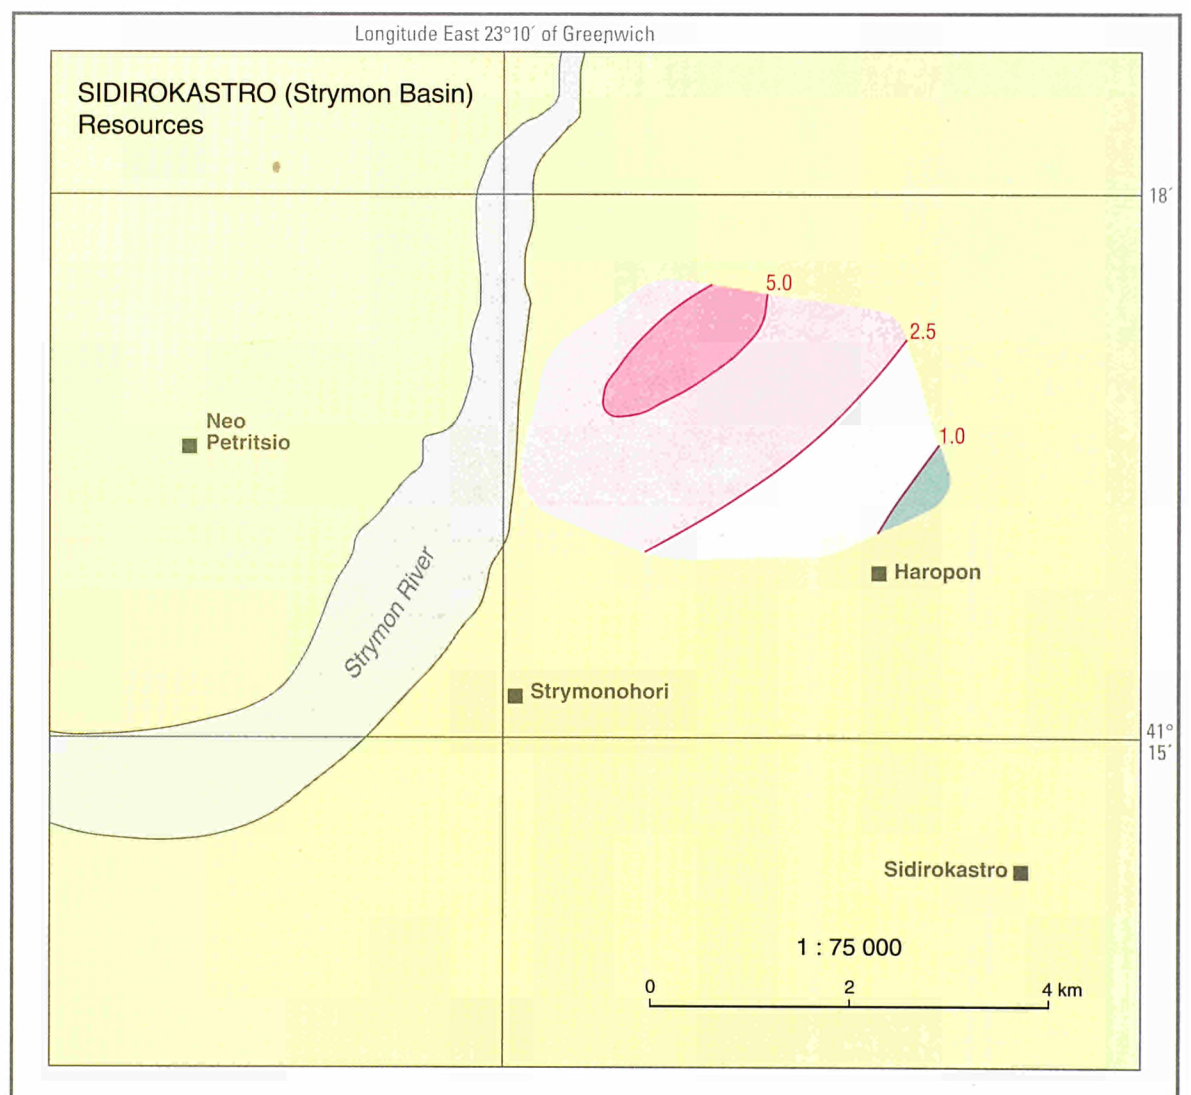 Longitude East 23°10´ of Greenwich
SIDIROKASTRO (Strymon Basin)
Resources
18´
5.0
2.5
Neo
Petritsio
1.0
Strymon River
Haropon
Strymonohori
41°
15´
Sidirokastro
1 : 75 000
0 2 4 km